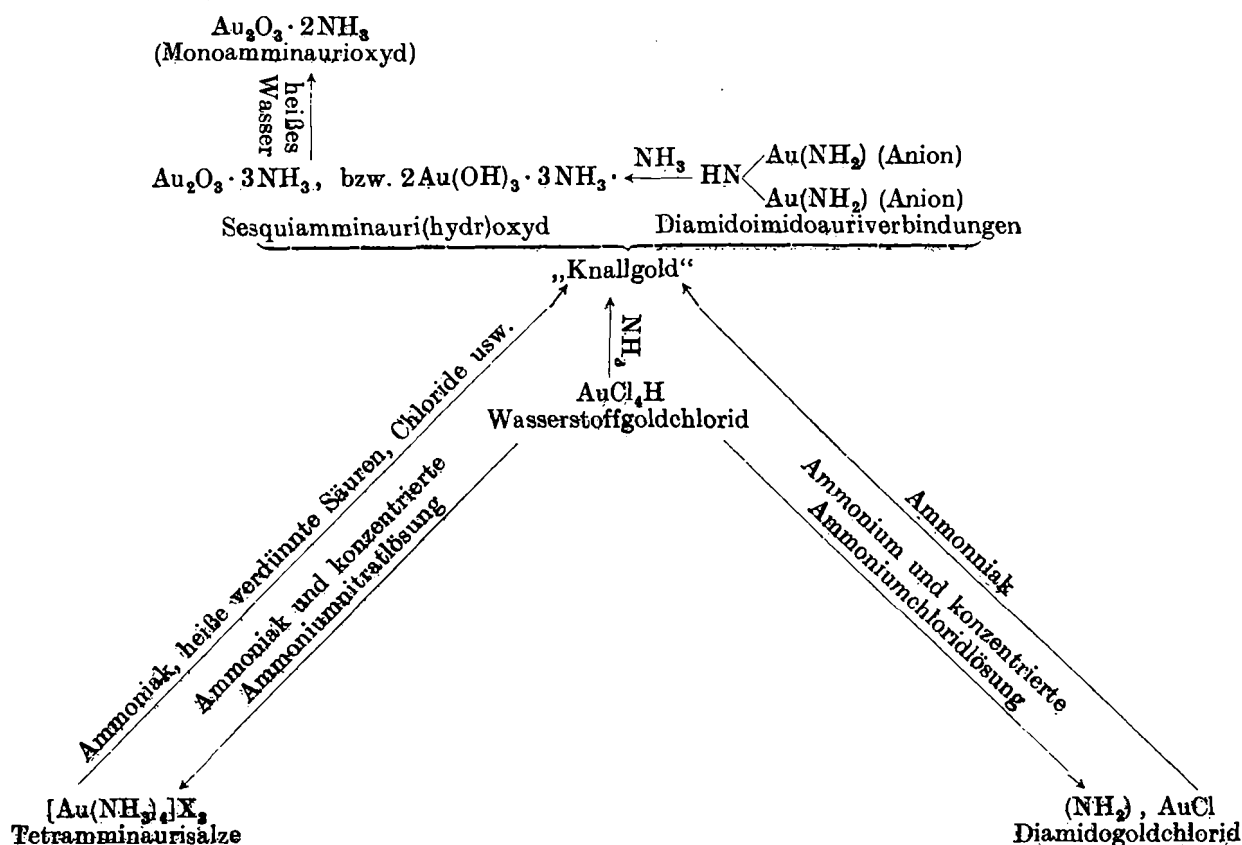 Au₂O₃ · 2NH₃
(Monoamminaurioxyd)
heißes
Wasser
Au₂O₃ · 3NH₃, bzw. 2Au(OH)₃ · 3NH₃ ·
NH₃
HN
Au(NH₂) (Anion)
Au(NH₂) (Anion)
Sesquiamminauri(hydr)oxyd
Diamidoimidoauriverbindungen
„Knallgold“
NH₃
AuCl₄H
Wasserstoffgoldchlorid
Ammoniak, heiße verdünnte Säuren, Chloride usw.
Ammoniak und konzentrierte
Ammoniumnitratlösung
Ammonniak
Ammonium und konzentrierte
Ammoniumchloridlösung
[Au(NH₃)₄]X₃
Tetramminaurisalze
(NH₂) , AuCl
Diamidogoldchlorid